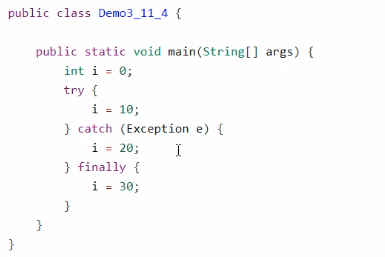 public class Demo3_11_4 {
public static void main(String[] args) {
int i = 0;
try {
i = 10;
} catch (Exception e) {
i = 20;
} finally {
i = 30;
}
}
}